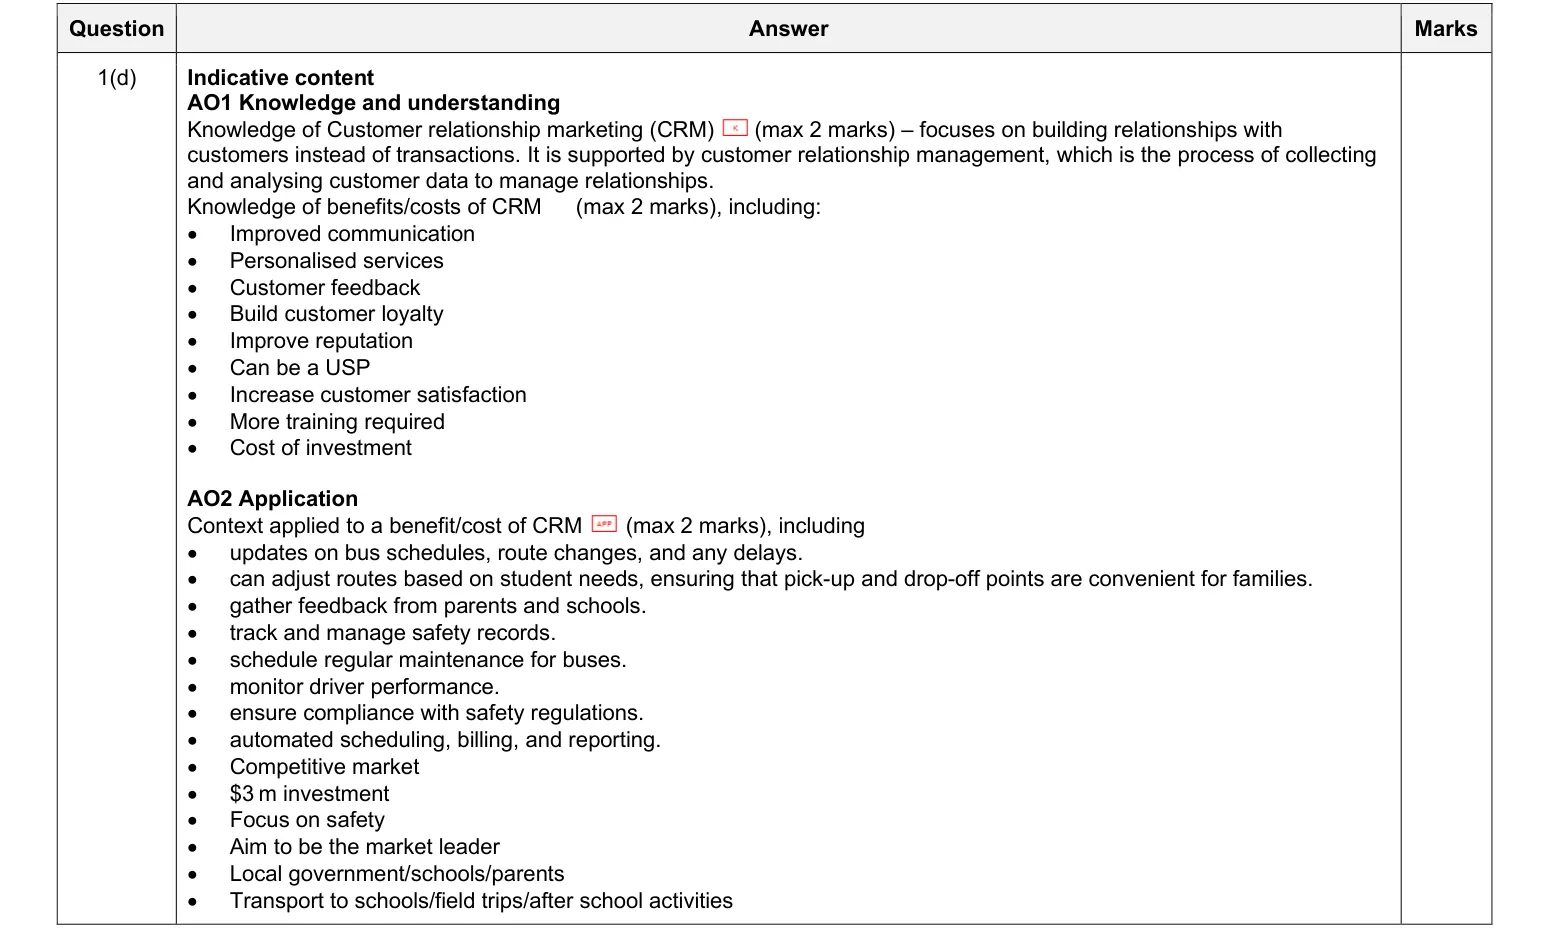 Question Answer Marks
1(d) Indicative content
AO1 Knowledge and understanding
Knowledge of Customer relationship marketing (CRM) K (max 2 marks) – focuses on building relationships with
customers instead of transactions. It is supported by customer relationship management, which is the process of collecting
and analysing customer data to manage relationships.
Knowledge of benefits/costs of CRM (max 2 marks), including:
• Improved communication
• Personalised services
• Customer feedback
• Build customer loyalty
• Improve reputation
• Can be a USP
• Increase customer satisfaction
• More training required
• Cost of investment
AO2 Application
Context applied to a benefit/cost of CRM APP (max 2 marks), including
• updates on bus schedules, route changes, and any delays.
• can adjust routes based on student needs, ensuring that pick-up and drop-off points are convenient for families.
• gather feedback from parents and schools.
• track and manage safety records.
• schedule regular maintenance for buses.
• monitor driver performance.
• ensure compliance with safety regulations.
• automated scheduling, billing, and reporting.
• Competitive market
• $3 m investment
• Focus on safety
• Aim to be the market leader
• Local government/schools/parents
• Transport to schools/field trips/after school activities